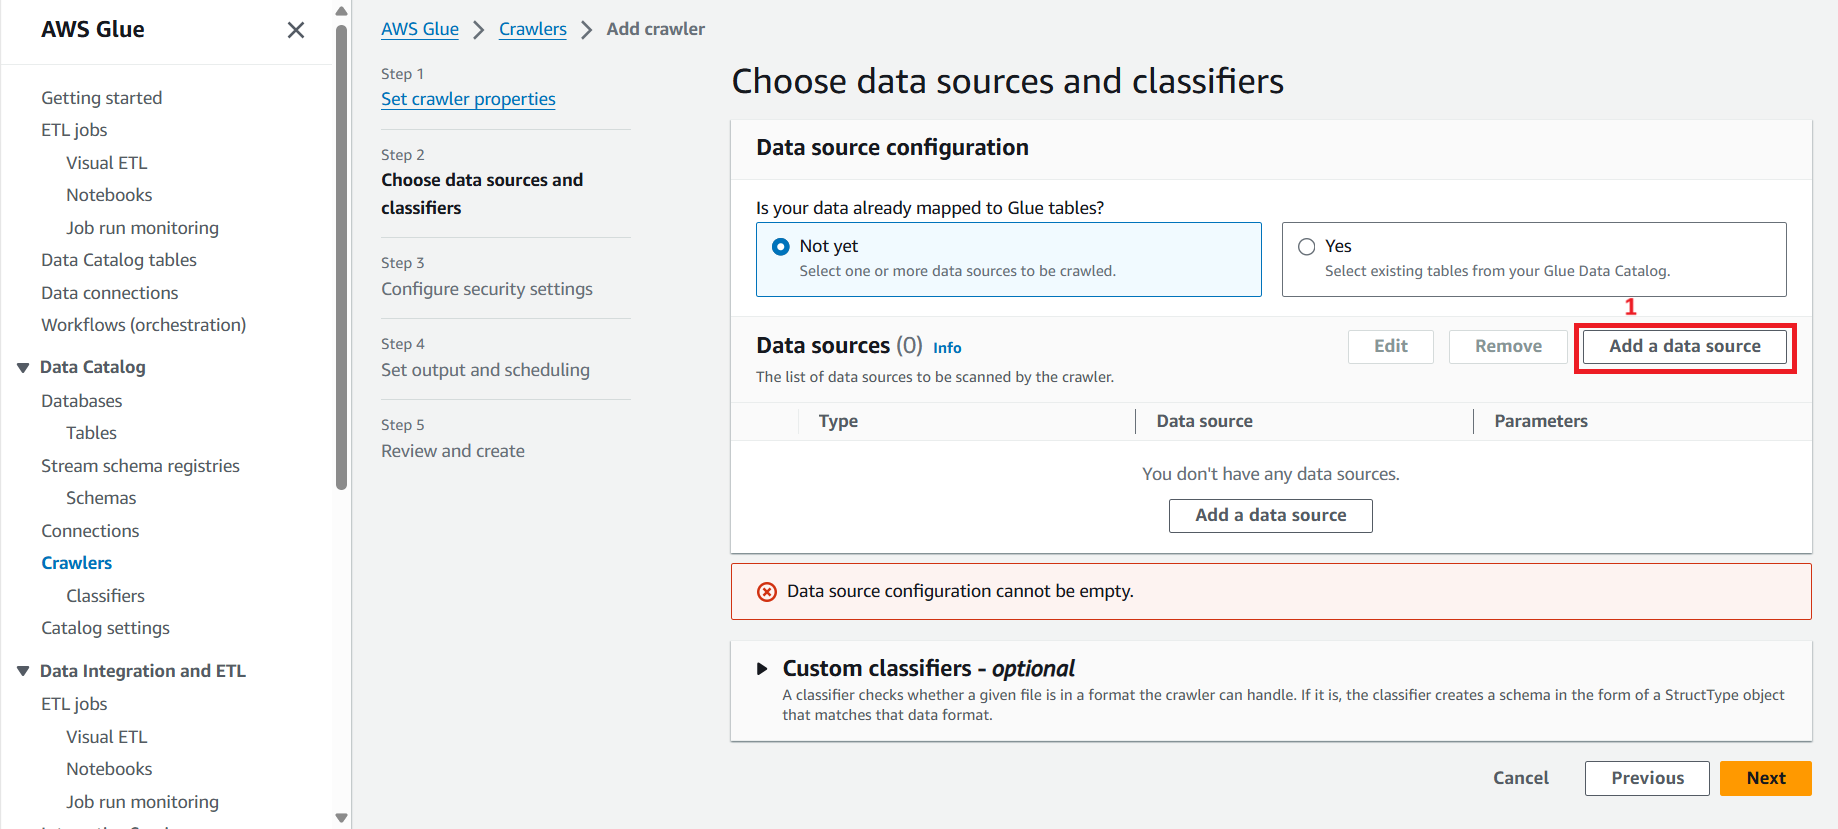 AWS Glue
Getting started
ETL jobs
Visual ETL
Notebooks
Job run monitoring
Data Catalog tables
Data connections
Workflows (orchestration)
Data Catalog
Databases
Tables
Stream schema registries
Schemas
Connections
Crawlers
Classifiers
Catalog settings
Data Integration and ETL
ETL jobs
Visual ETL
Notebooks
Job run monitoring
AWS Glue > Crawlers > Add crawler
Step 1
Set crawler properties
Step 2
Choose data sources and
classifiers
Step 3
Configure security settings
Step 4
Set output and scheduling
Step 5
Review and create
Choose data sources and classifiers
Data source configuration
Is your data already mapped to Glue tables?
Not yet
Select one or more data sources to be crawled.
Yes
Select existing tables from your Glue Data Catalog.
1
Data sources (0) Info
Edit
Remove
Add a data source
The list of data sources to be scanned by the crawler.
Type
Data source
Parameters
You don't have any data sources.
Add a data source
Data source configuration cannot be empty.
Custom classifiers - optional
A classifier checks whether a given file is in a format the crawler can handle. If it is, the classifier creates a schema in the form of a StructType object
that matches that data format.
Cancel
Previous
Next